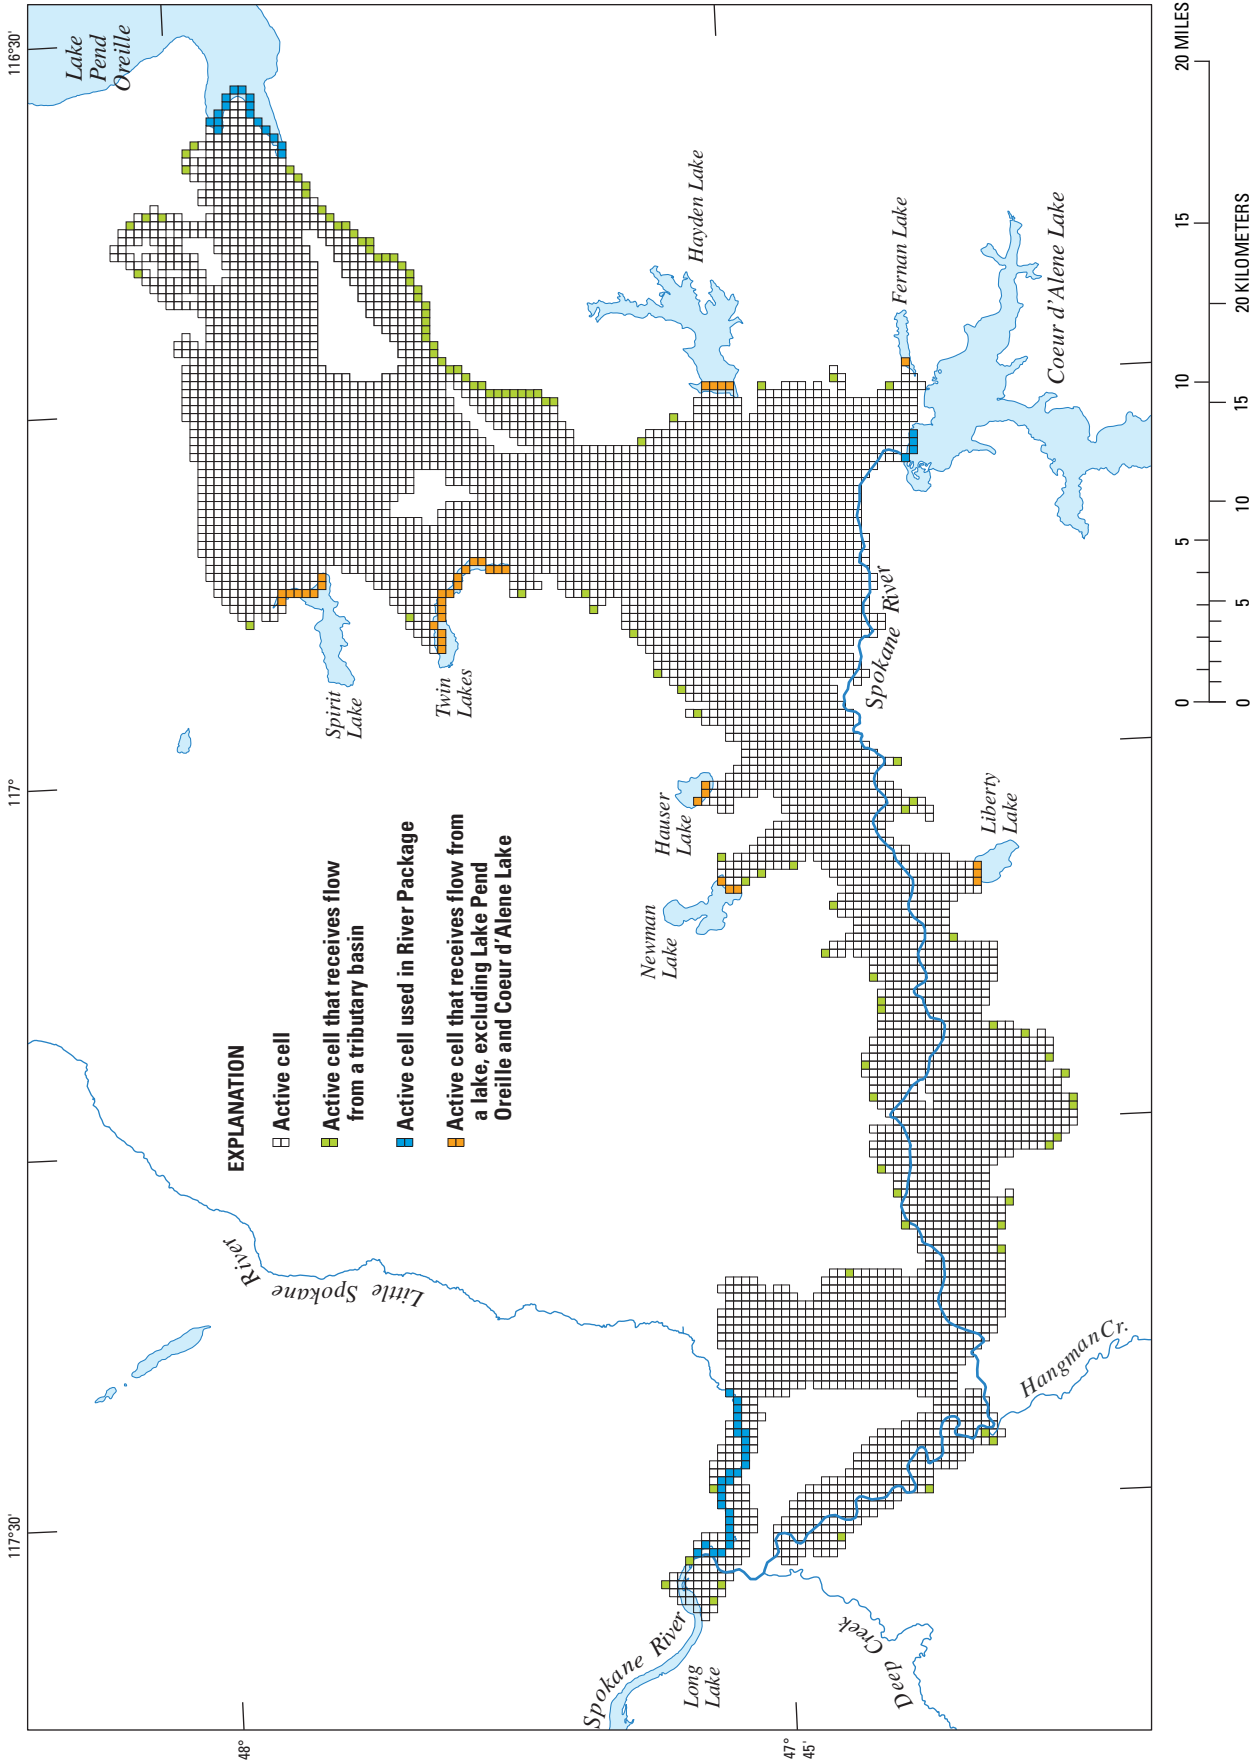 116°30'
117°
117°30'
48°
47°
45'
Lake
Pend
Oreille
Hayden Lake
Fernan Lake
Coeur d'Alene Lake
Spirit
Lake
Twin
Lakes
Hauser
Lake
Newman
Lake
Liberty
Lake
Spokane River
Little Spokane River
Hangman Cr.
Spokane River
Long
Lake
Deep Creek
EXPLANATION
Active cell
Active cell that receives flow
from a tributary basin
Active cell used in River Package
Active cell that receives flow from
a lake, excluding Lake Pend
Oreille and Coeur d'Alene Lake
0 5 10 15 20 MILES
0 5 10 15 20 KILOMETERS